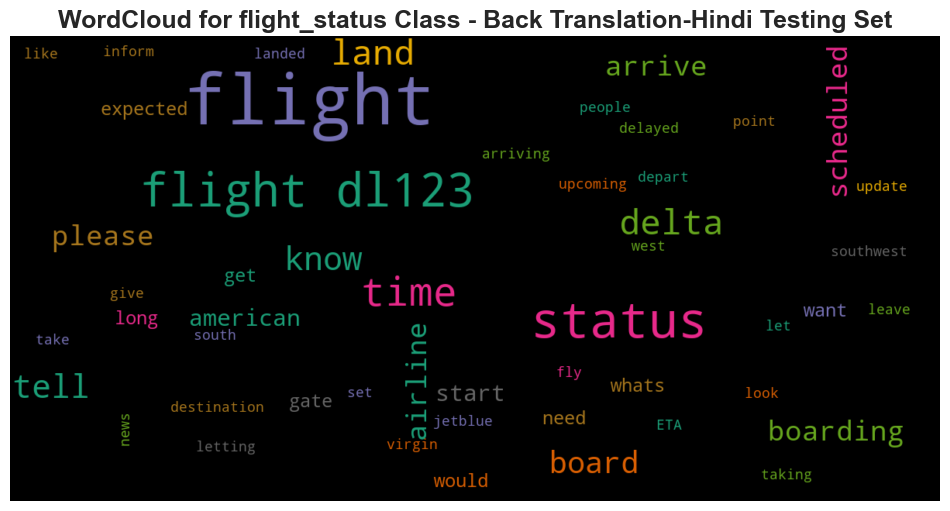 WordCloud for flight_status Class - Back Translation-Hindi Testing Set
like
inform
landed
land
arrive
scheduled
expected
flight
people
delayed
point
arriving
flight dl123
upcoming
depart
update
please
delta
west
southwest
know
get
time
give
long
american
south
status
want
leave
let
take
airline
tell
fly
whats
look
destination
gate
set
start
need
ETA
jetblue
news
letting
virgin
boarding
board
would
taking